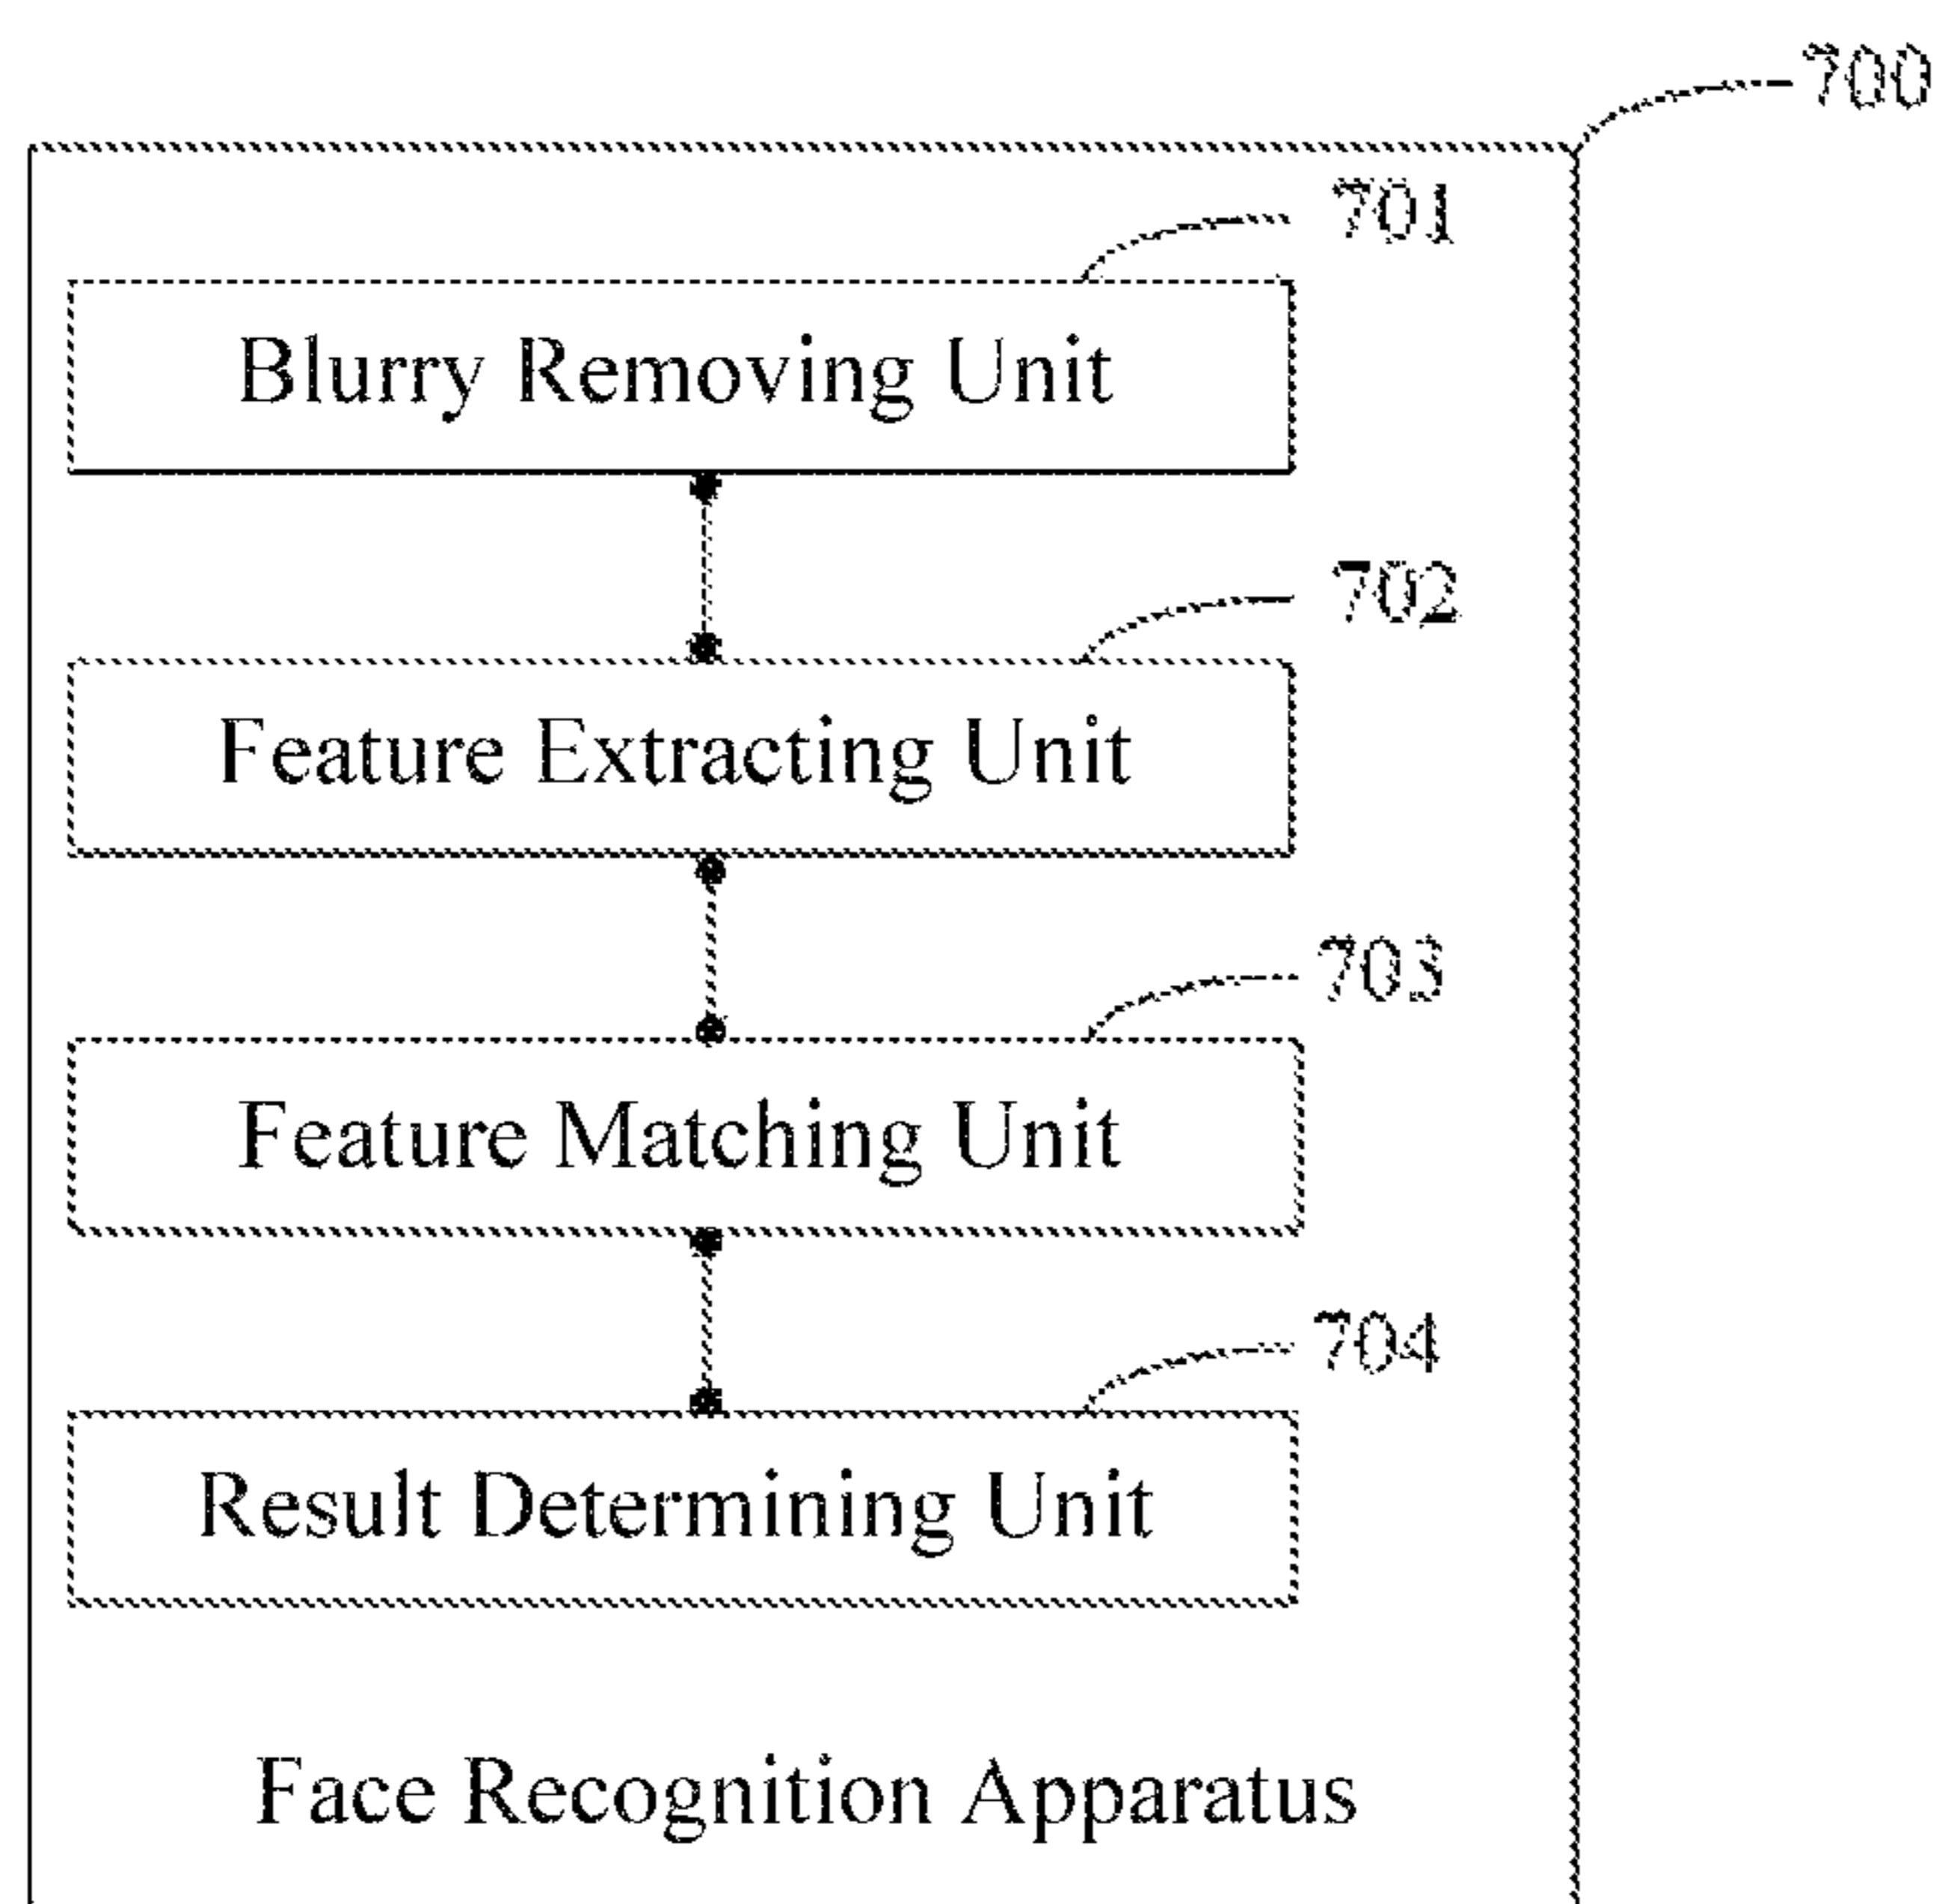 700
701
Blurry Removing Unit
702
Feature Extracting Unit
703
Feature Matching Unit
704
Result Determining Unit
Face Recognition Apparatus